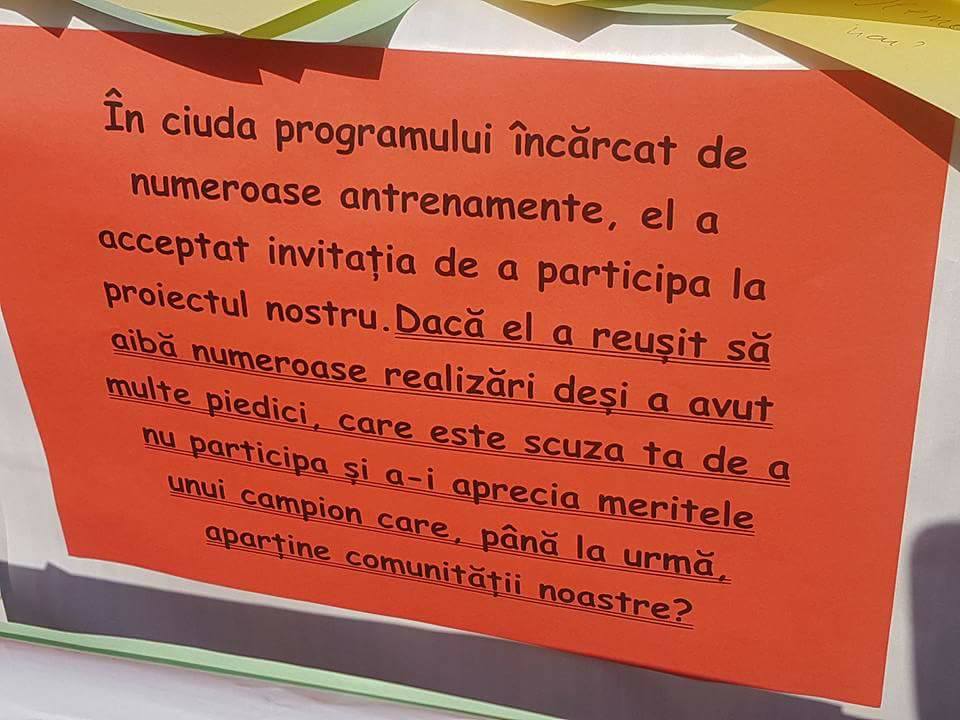 În ciuda programului încărcat de
numeroase antrenamente, el a
acceptat invitația de a participa la
proiectul nostru.Dacă el a reușit să
aibă numeroase realizări deși a avut
multe piedici, care este scuza ta de a
nu participa și a-i aprecia meritele
unui campion care, până la urmă,
aparține comunității noastre?